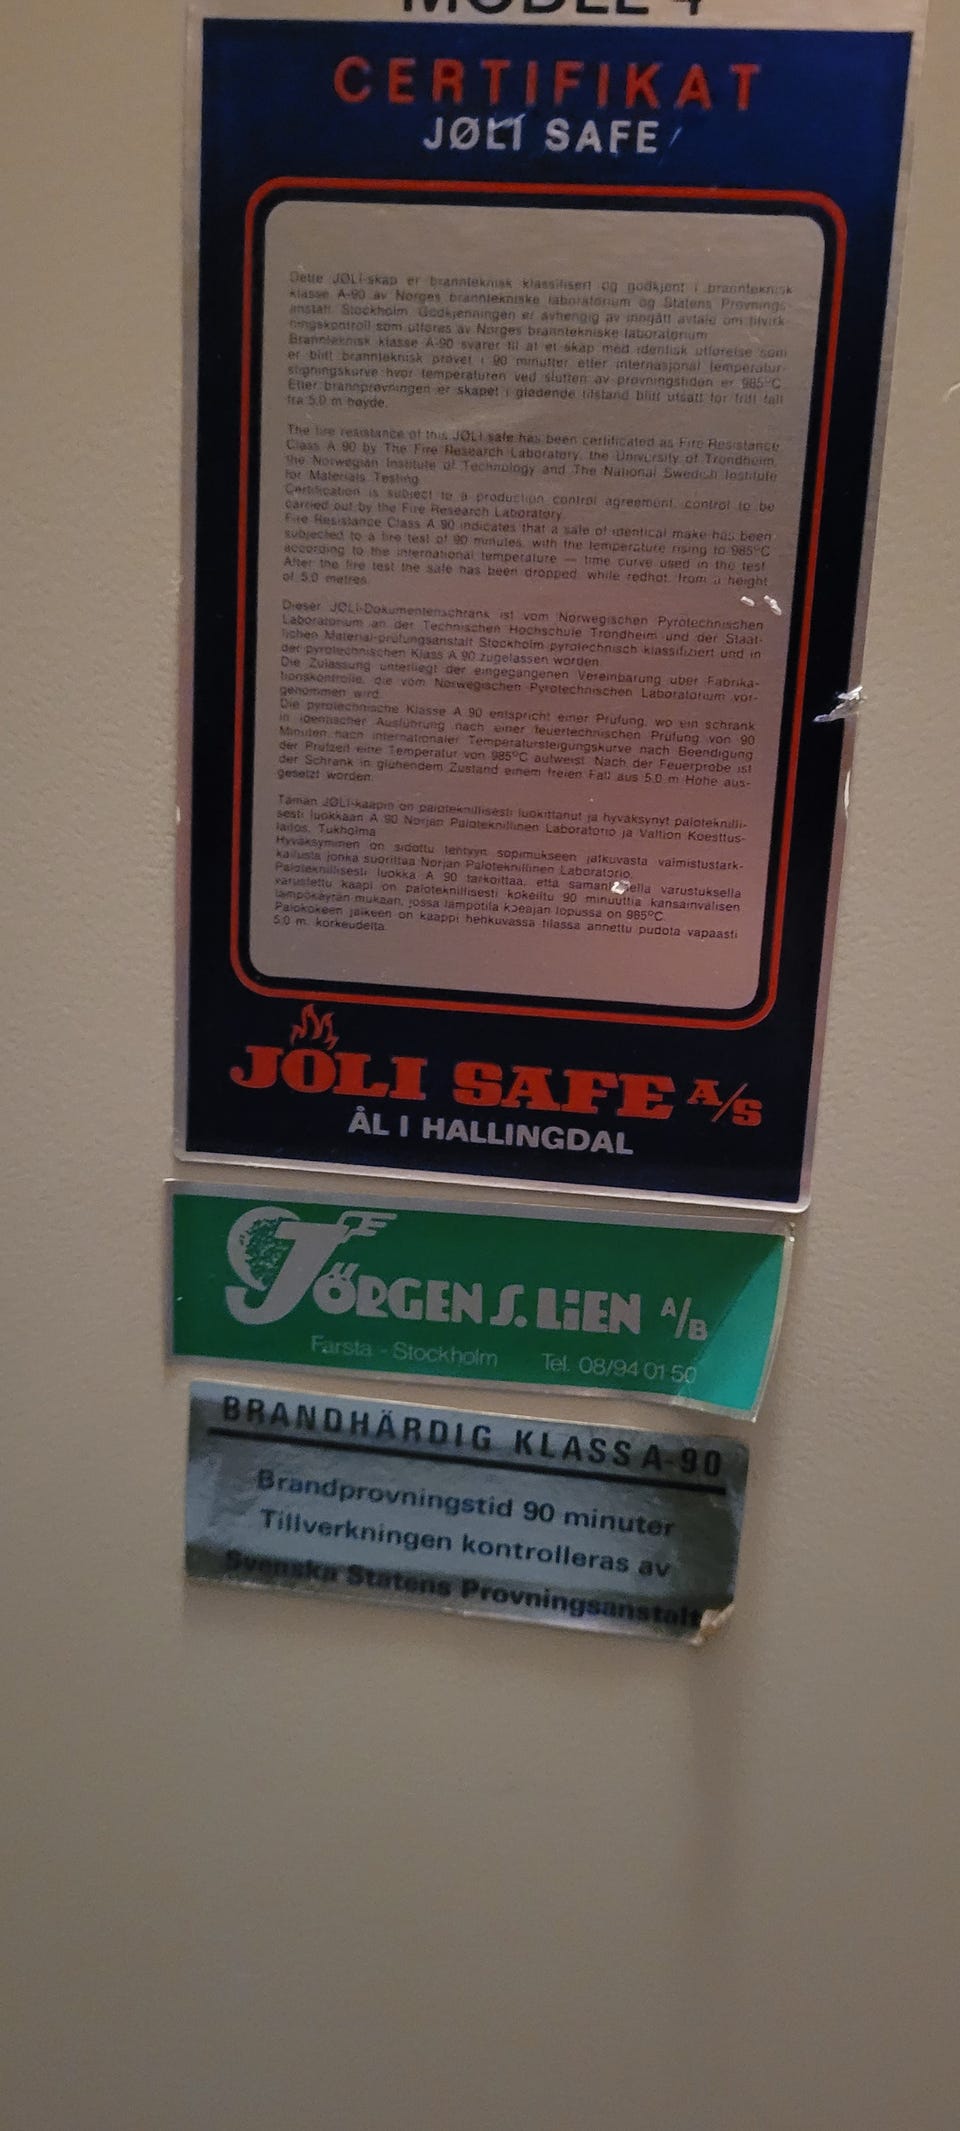 MODLL 4
CERTIFIKAT
JØLI SAFE
Dette JØLI-skap er brannteknisk klassifisert og godkjent i brannteknisk
klasse A-90 av Norges branntekniske laboratorium og Statens Provnings-
anstalt, Stockholm. Godkjenningen er avhengig av inngått avtale om tilvirk-
ningskontroll som utføres av Norges branntekniske laboratorium
Brannteknisk klasse A-90 svarer til at et skap med identisk utførelse som
er blitt brannteknisk prøvet i 90 minutter etter internasjonal temperatur-
stigningskurve hvor temperaturen ved slutten av prøvningstiden er 985°C
Etter brannprøvningen er skapet i glødende tilstand blitt utsatt for fritt fall
fra 5.0 m høyde.
The fire resistance of this JØLI safe has been certificated as Fire Resistance
Class A 90 by The Fire Research Laboratory, the University of Trondheim,
the Norwegian Institute of Technology and The National Swedish Institute
for Materials Testing
Certification is subject to a production control agreement, control to be
carried out by the Fire Research Laboratory.
Fire Resistance Class A 90 indicates that a safe of identical make has been
subjected to a fire test of 90 minutes, with the temperature rising to 985°C
according to the international temperature — time curve used in the test
After the fire test the safe has been dropped, while redhot, from a height
of 5.0 metres.
Dieser JØLI-Dokumentenschrank ist vom Norwegischen Pyrotechnischen
Laboratorium an der Technischen Hochschule Trondheim und der Staat-
lichen Material-prüfungsanstalt Stockholm pyrotechnisch klassifiziert und in
der pyrotechnischen Klass A 90 zugelassen worden.
Die Zulassung unterliegt der eingegangenen Vereinbarung über Fabrika-
tionskontrolle, die vom Norwegischen Pyrotechnischen Laboratorium vor-
genommen wird.
Die pyrotechnische Klasse A 90 entspricht einer Prüfung, wo ein schrank
in identischer Ausführung nach einer feuertechnischen Prüfung von 90
Minuten nach internationaler Temperatursteigungskurve nach Beendigung
der Prüfzeit eine Temperatur von 985°C aufweist. Nach der Feuerprobe ist
der Schrank in glühendem Zustand einem freien Fall aus 5.0 m Höhe aus-
gesetzt worden.
Tämän JØLI-kaapin on paloteknillisesti luokittanut ja hyväksynyt paloteknilli-
sesti luokkaan A 90 Norjan Paloteknillinen Laboratorio ja Valtion Koesttus-
laitos, Tukholma
Hyväksyminen on sidottu tehtyyn sopimukseen jatkuvasta valmistustark-
kailusta jonka suorittaa Norjan Paloteknillinen Laboratorio.
Paloteknillisesti luokka A 90 tarkoittaa, että varustuksella
varustettu kaapi on paloteknillisesti kokeiltu 90 minuuttia kansainvälisen
lämpökäyrän mukaan, jossa lämpötila koeajan lopussa on 985°C
Palokokeen jälkeen on kaappi hehkuvassa tilassa annettu pudota vapaasti
5.0 m. korkeudelta.
JØLI SAFE A/S
ÅL I HALLINGDAL
JÖRGEN S. LIEN A/B
Farsta - Stockholm Tel. 08/94 01 50
BRANDHÄRDIG KLASS A-90
Brandprovningstid 90 minuter
Tillverkningen kontrolleras av
Svenska Statens Provningsanstalt